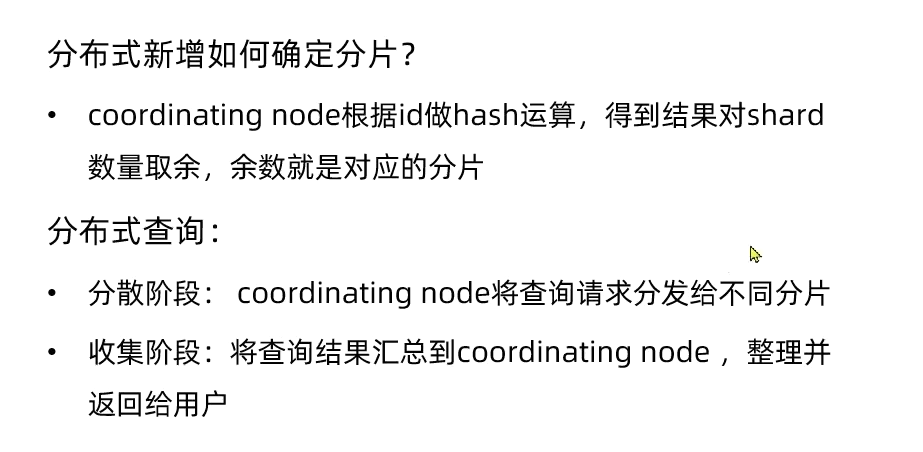 分布式新增如何确定分片？
• coordinating node根据id做hash运算，得到结果对shard
数量取余，余数就是对应的分片
分布式查询：
• 分散阶段： coordinating node将查询请求分发给不同分片
• 收集阶段：将查询结果汇总到coordinating node ，整理并
返回给用户